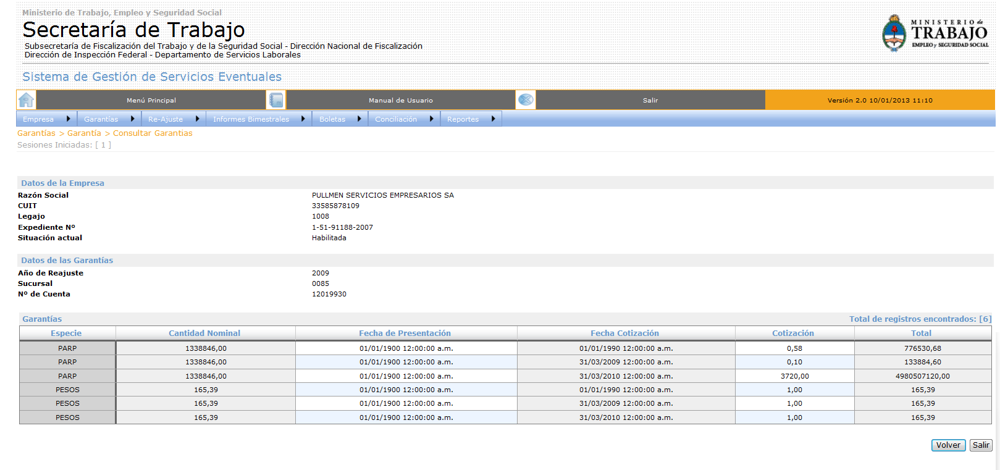 Ministerio de Trabajo, Empleo y Seguridad Social
Secretaría de Trabajo
Subsecretaría de Fiscalización del Trabajo y de la Seguridad Social - Dirección Nacional de Fiscalización
Dirección de Inspección Federal - Departamento de Servicios Laborales
MINISTERIO de
TRABAJO
EMPLEO y SEGURIDAD SOCIAL
Sistema de Gestión de Servicios Eventuales
Menú Principal Manual de Usuario Salir Versión 2.0 10/01/2013 11:10
Empresa Garantías Re-Ajuste Informes Bimestrales Boletas Conciliación Reportes
Garantías > Garantía > Consultar Garantias
Sesiones Iniciadas: [ 1 ]
Datos de la Empresa
Razón Social PULLMEN SERVICIOS EMPRESARIOS SA
CUIT 33585878109
Legajo 1008
Expediente Nº 1-51-91188-2007
Situación actual Habilitada
Datos de las Garantías
Año de Reajuste 2009
Sucursal 0085
Nº de Cuenta 12019930
Garantías Total de registros encontrados: [6]
Especie Cantidad Nominal Fecha de Presentación Fecha Cotización Cotización Total
PARP 1338846,00 01/01/1900 12:00:00 a.m. 01/01/1990 12:00:00 a.m. 0,58 776530,68
PARP 1338846,00 01/01/1900 12:00:00 a.m. 31/03/2009 12:00:00 a.m. 0,10 133884,60
PARP 1338846,00 01/01/1900 12:00:00 a.m. 31/03/2010 12:00:00 a.m. 3720,00 4980507120,00
PESOS 165,39 01/01/1900 12:00:00 a.m. 01/01/1990 12:00:00 a.m. 1,00 165,39
PESOS 165,39 01/01/1900 12:00:00 a.m. 31/03/2009 12:00:00 a.m. 1,00 165,39
PESOS 165,39 01/01/1900 12:00:00 a.m. 31/03/2010 12:00:00 a.m. 1,00 165,39
Volver Salir